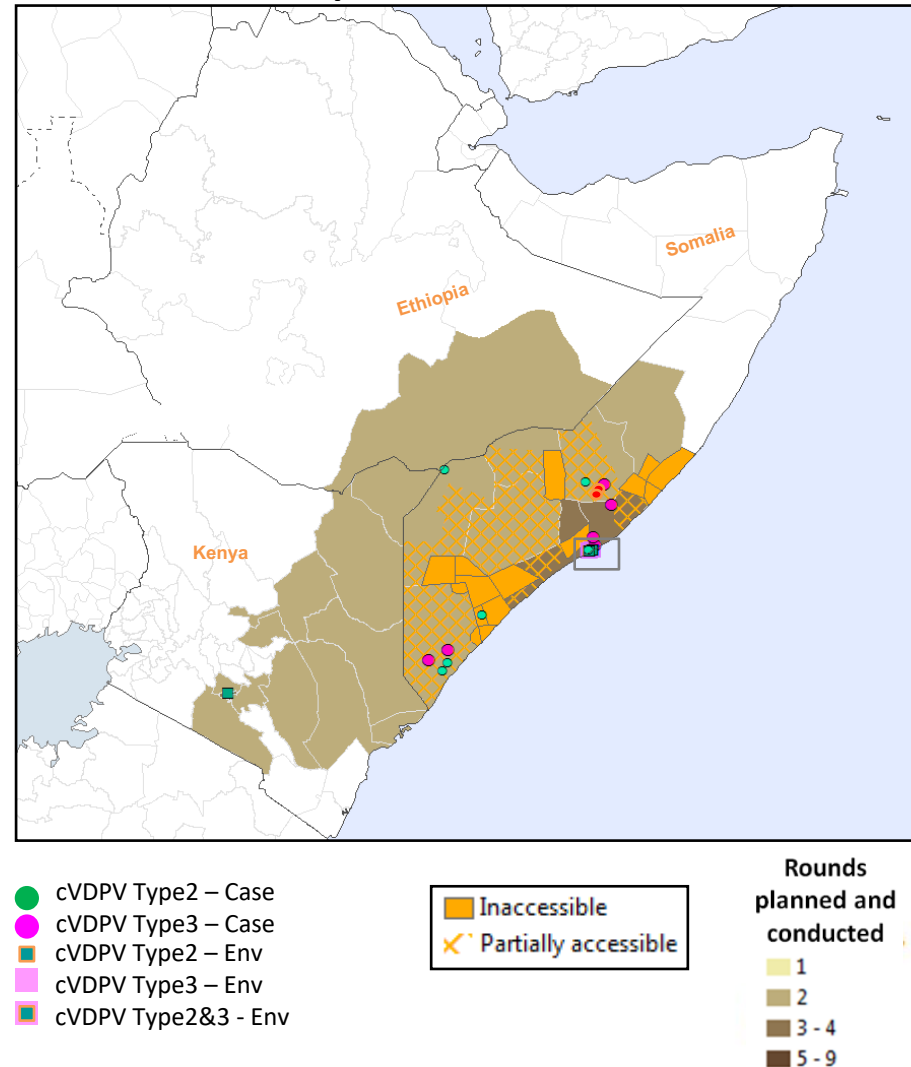 Somalia
Ethiopia
Kenya
cVDPV Type2 – Case
cVDPV Type3 – Case
cVDPV Type2 – Env
cVDPV Type3 – Env
cVDPV Type2&3 - Env
Inaccessible
Partially accessible
Rounds
planned and
conducted
1
2
3 - 4
5 - 9